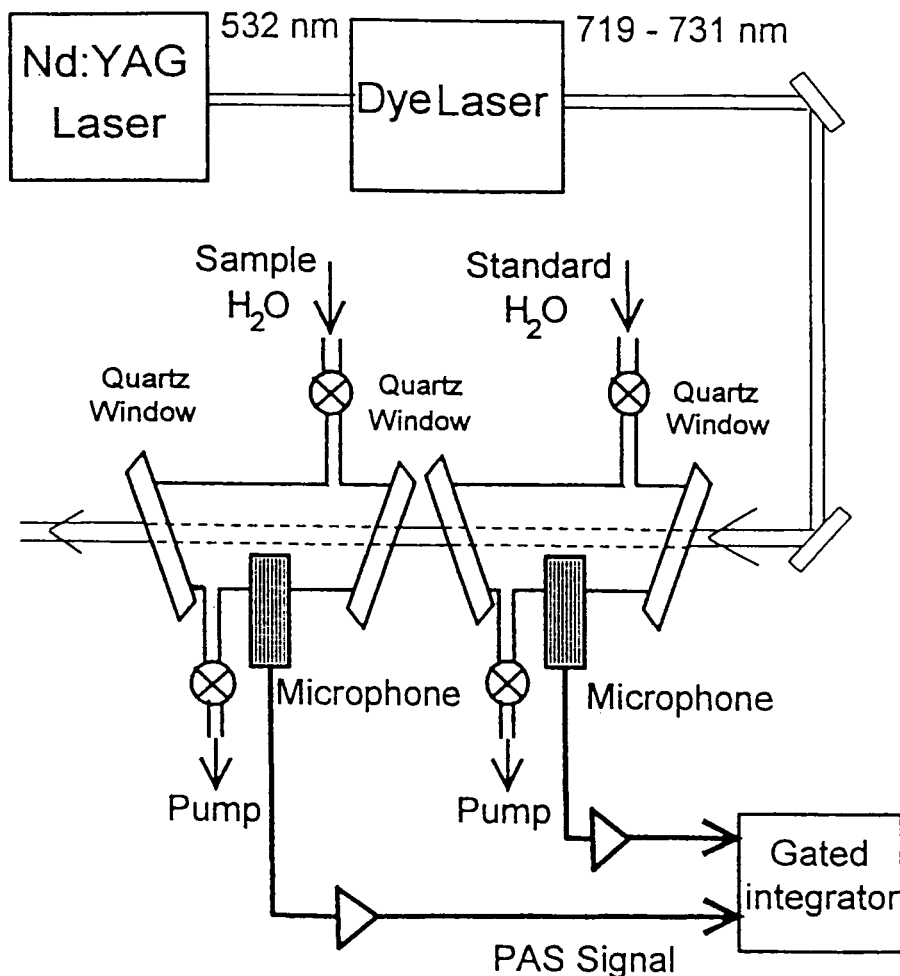 532 nm
719 - 731 nm
Nd:YAG
Laser
Dye Laser
Sample
H₂O
Standard
H₂O
Quartz
Window
Quartz
Window
Quartz
Window
Microphone
Microphone
Pump
Pump
Gated
integrator
PAS Signal